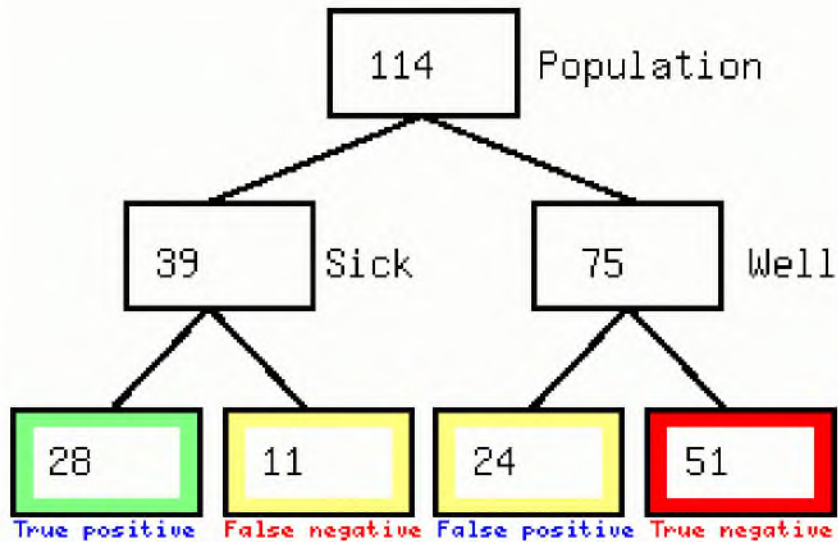 114 Population
39 Sick 75 Well
28 11 24 51
True positive False negative False positive True negative